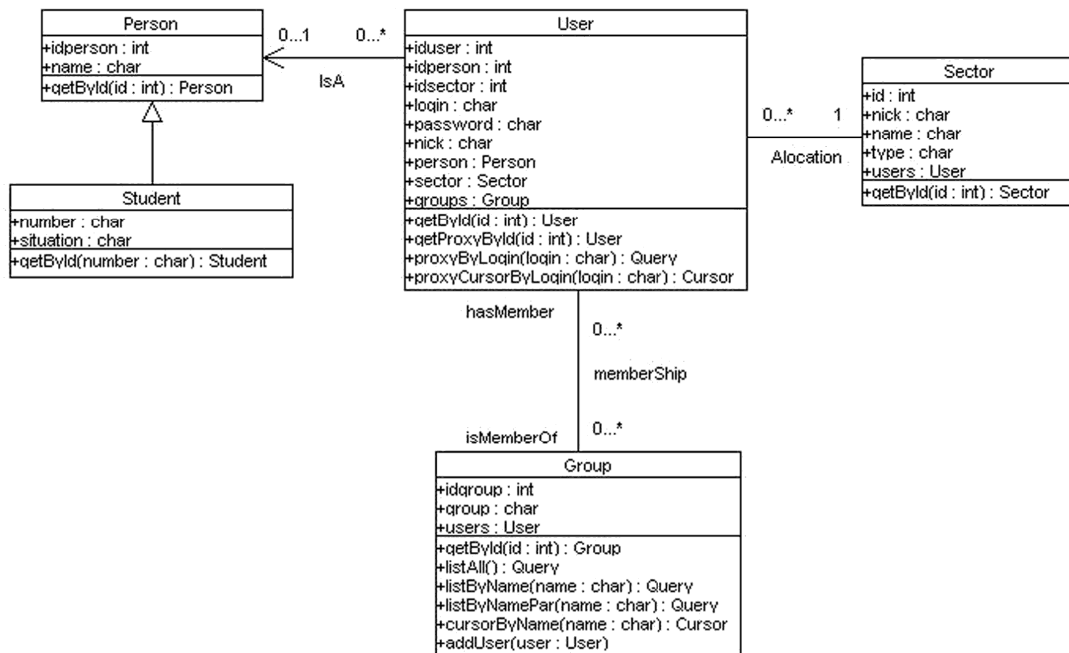 Person
+idperson : int
+name : char
+getById(id : int) : Person
0...1
0...*
IsA
User
+iduser : int
+idperson : int
+idsector : int
+login : char
+password : char
+nick : char
+person : Person
+sector : Sector
+groups : Group
+getById(id : int) : User
+getProxyById(id : int) : User
+proxyByLogin(login : char) : Query
+proxyCursorByLogin(login : char) : Cursor
0...*
1
Alocation
Sector
+id : int
+nick : char
+name : char
+type : char
+users : User
+getById(id : int) : Sector
Student
+number : char
+situation : char
+getById(number : char) : Student
hasMember
0...*
memberShip
isMemberOf
0...*
Group
+idgroup : int
+group : char
+users : User
+getById(id : int) : Group
+listAll() : Query
+listByName(name : char) : Query
+listByNamePar(name : char) : Query
+cursorByName(name : char) : Cursor
+addUser(user : User)